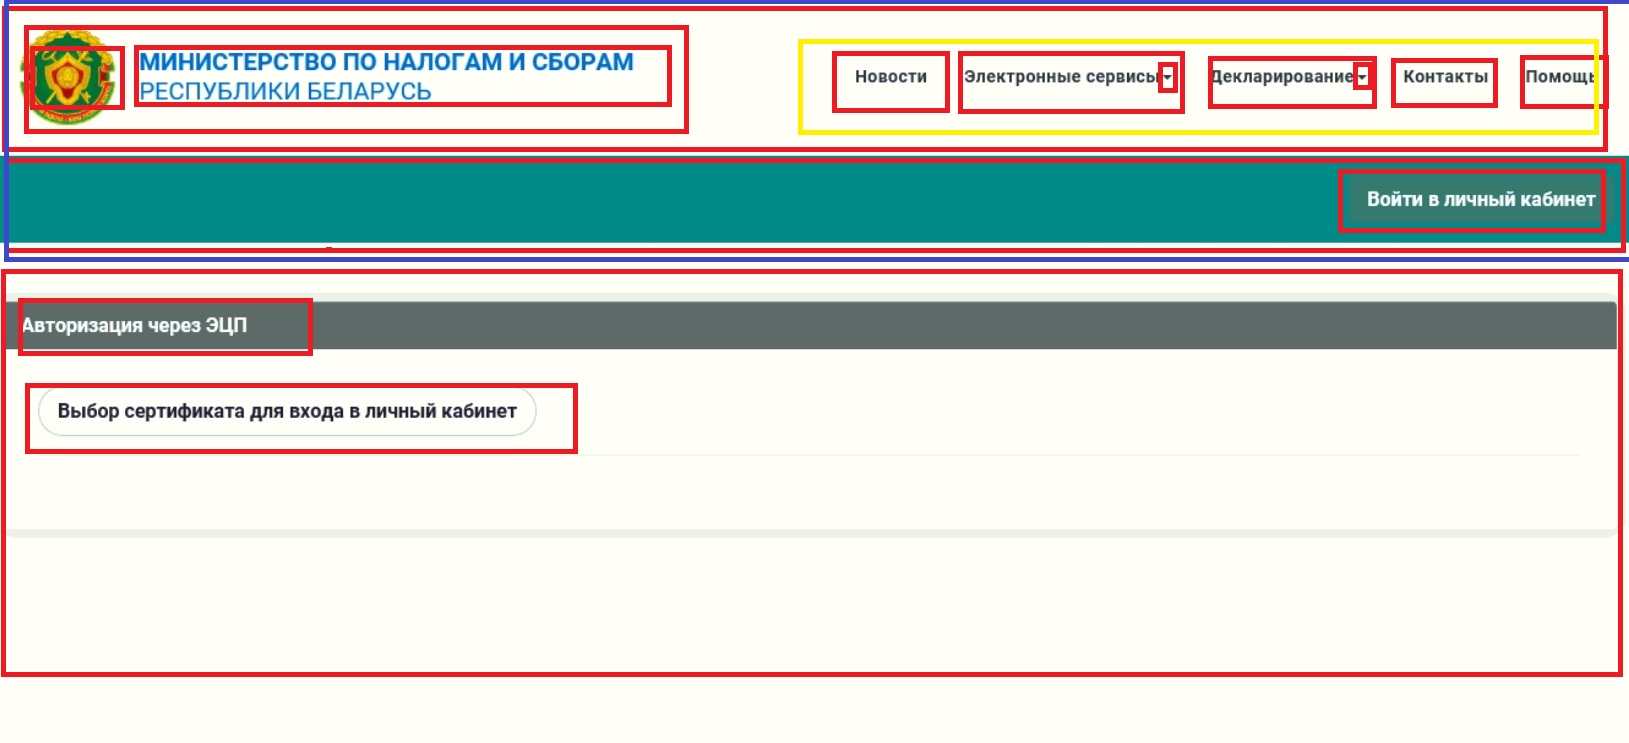 МИНИСТЕРСТВО ПО НАЛОГАМ И СБОРАМ
РЕСПУБЛИКИ БЕЛАРУСЬ
Новости Электронные сервисы Декларирование Контакты Помощь
Войти в личный кабинет
Авторизация через ЭЦП
Выбор сертификата для входа в личный кабинет